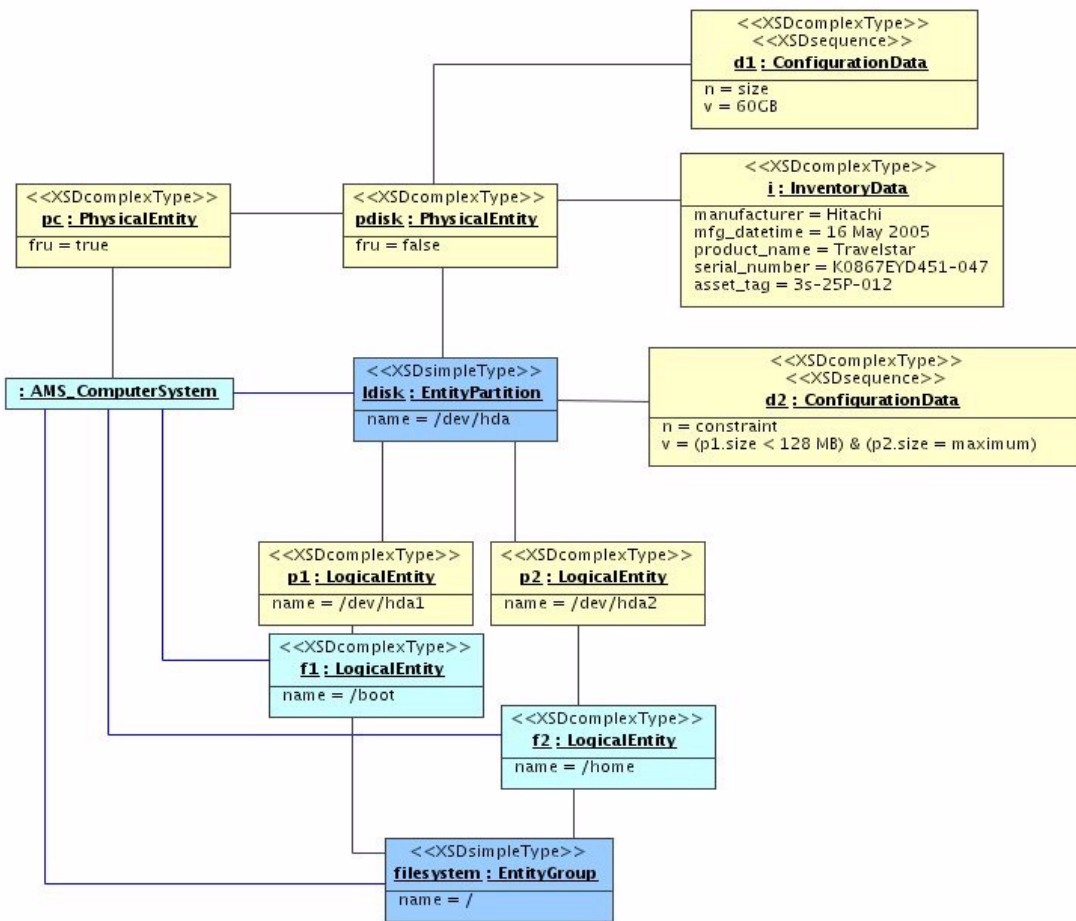 <<XSDcomplexType>>
<<XSDsequence>>
d1 : ConfigurationData
n = size
v = 60GB
<<XSDcomplexType>>
pc : PhysicalEntity
fru = true
<<XSDcomplexType>>
pdisk : PhysicalEntity
fru = false
<<XSDcomplexType>>
i : InventoryData
manufacturer = Hitachi
mfg_datetime = 16 May 2005
product_name = Travelstar
serial_number = K0867EYD451-047
asset_tag = 3s-25P-012
: AMS_ComputerSystem
<<XSDsimpleType>>
ldisk : EntityPartition
name = /dev/hda
<<XSDcomplexType>>
<<XSDsequence>>
d2 : ConfigurationData
n = constraint
v = (p1.size < 128 MB) & (p2.size = maximum)
<<XSDcomplexType>>
p1 : LogicalEntity
name = /dev/hda1
<<XSDcomplexType>>
p2 : LogicalEntity
name = /dev/hda2
<<XSDcomplexType>>
f1 : LogicalEntity
name = /boot
<<XSDcomplexType>>
f2 : LogicalEntity
name = /home
<<XSDsimpleType>>
filesystem : EntityGroup
name = /